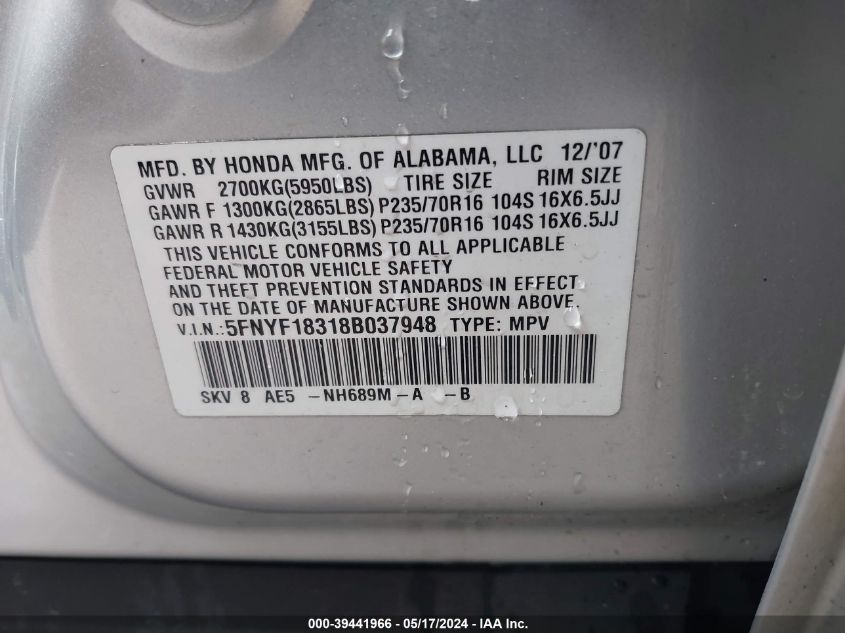 MFD. BY HONDA MFG. OF ALABAMA, LLC 12/'07
GVWR 2700KG(5950LBS) TIRE SIZE RIM SIZE
GAWR F 1300KG(2865LBS) P235/70R16 104S 16X6.5JJ
GAWR R 1430KG(3155LBS) P235/70R16 104S 16X6.5JJ
THIS VEHICLE CONFORMS TO ALL APPLICABLE
FEDERAL MOTOR VEHICLE SAFETY
AND THEFT PREVENTION STANDARDS IN EFFECT
ON THE DATE OF MANUFACTURE SHOWN ABOVE.
V.I.N.: 5FNYF18318B037948 TYPE: MPV
SKV 8 AE5 -NH689M-A -B
000-39441966 - 05/17/2024 - IAA Inc.